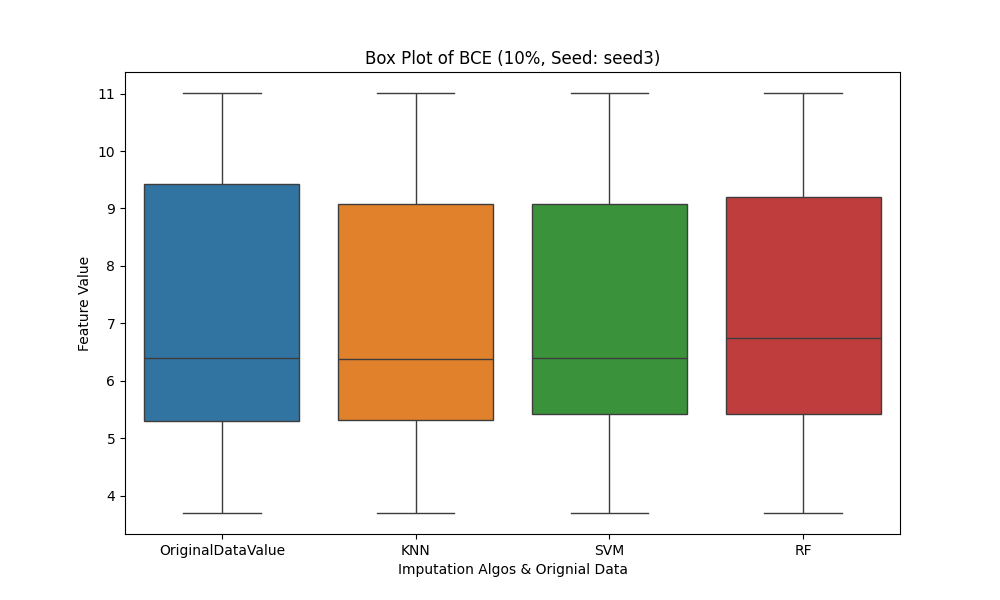 Box Plot of BCE (10%, Seed: seed3)
11
10
9
8
7
6
5
4
Feature Value
OriginalDataValue
KNN
SVM
RF
Imputation Algos & Orignial Data